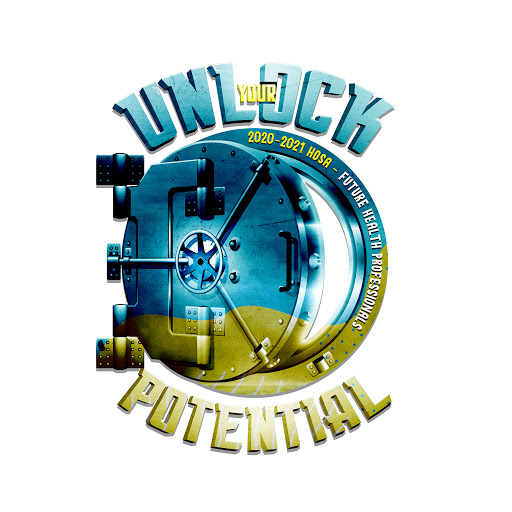 UNLOCK
YOUR
2020-2021 HOSA - FUTURE HEALTH PROFESSIONALS
POTENTIAL